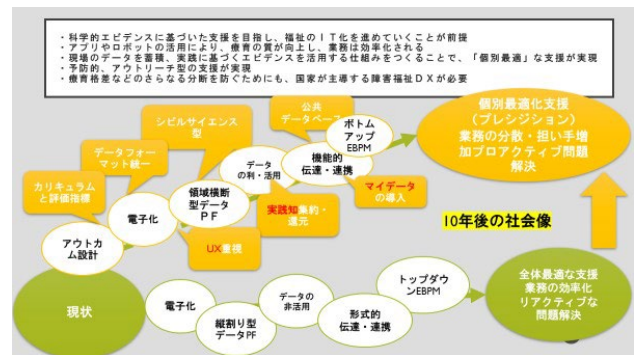 ・科学的エビデンスに基づいた支援を目指し、福祉のIT化を進めていくことが前提
・アプリやロボットの活用により、療育の質が向上し、業務は効率化される
・現場のデータを蓄積、実践に基づくエビデンスを活用する仕組みをつくることで、「個別最適」な支援が実現
・予防的、アウトリーチ型の支援が実現
・療育格差などのさらなる分断を防ぐためにも、国家が主導する障害福祉DXが必要
カリキュラム
と評価指標
データフォー
マット統一
シビルサイエンス
型
公共
データベース
ボトム
アップ
EBPM
個別最適化支援
(プレシジョン)
業務の分散・担い手増
加プロアクティブ問題
解決
アウトカ
ム設計
電子化
領域横断
型データ
PF
データ
の利・活用
機能的
伝達・連携
UX重視
実践知集約・
還元
マイデータ
の導入
10年後の社会像
現状
電子化
縦割り型
データPF
データの
非活用
形式的
伝達・連携
トップダウ
ンEBPM
全体最適な支援
業務の効率化
リアクティブな
問題解決